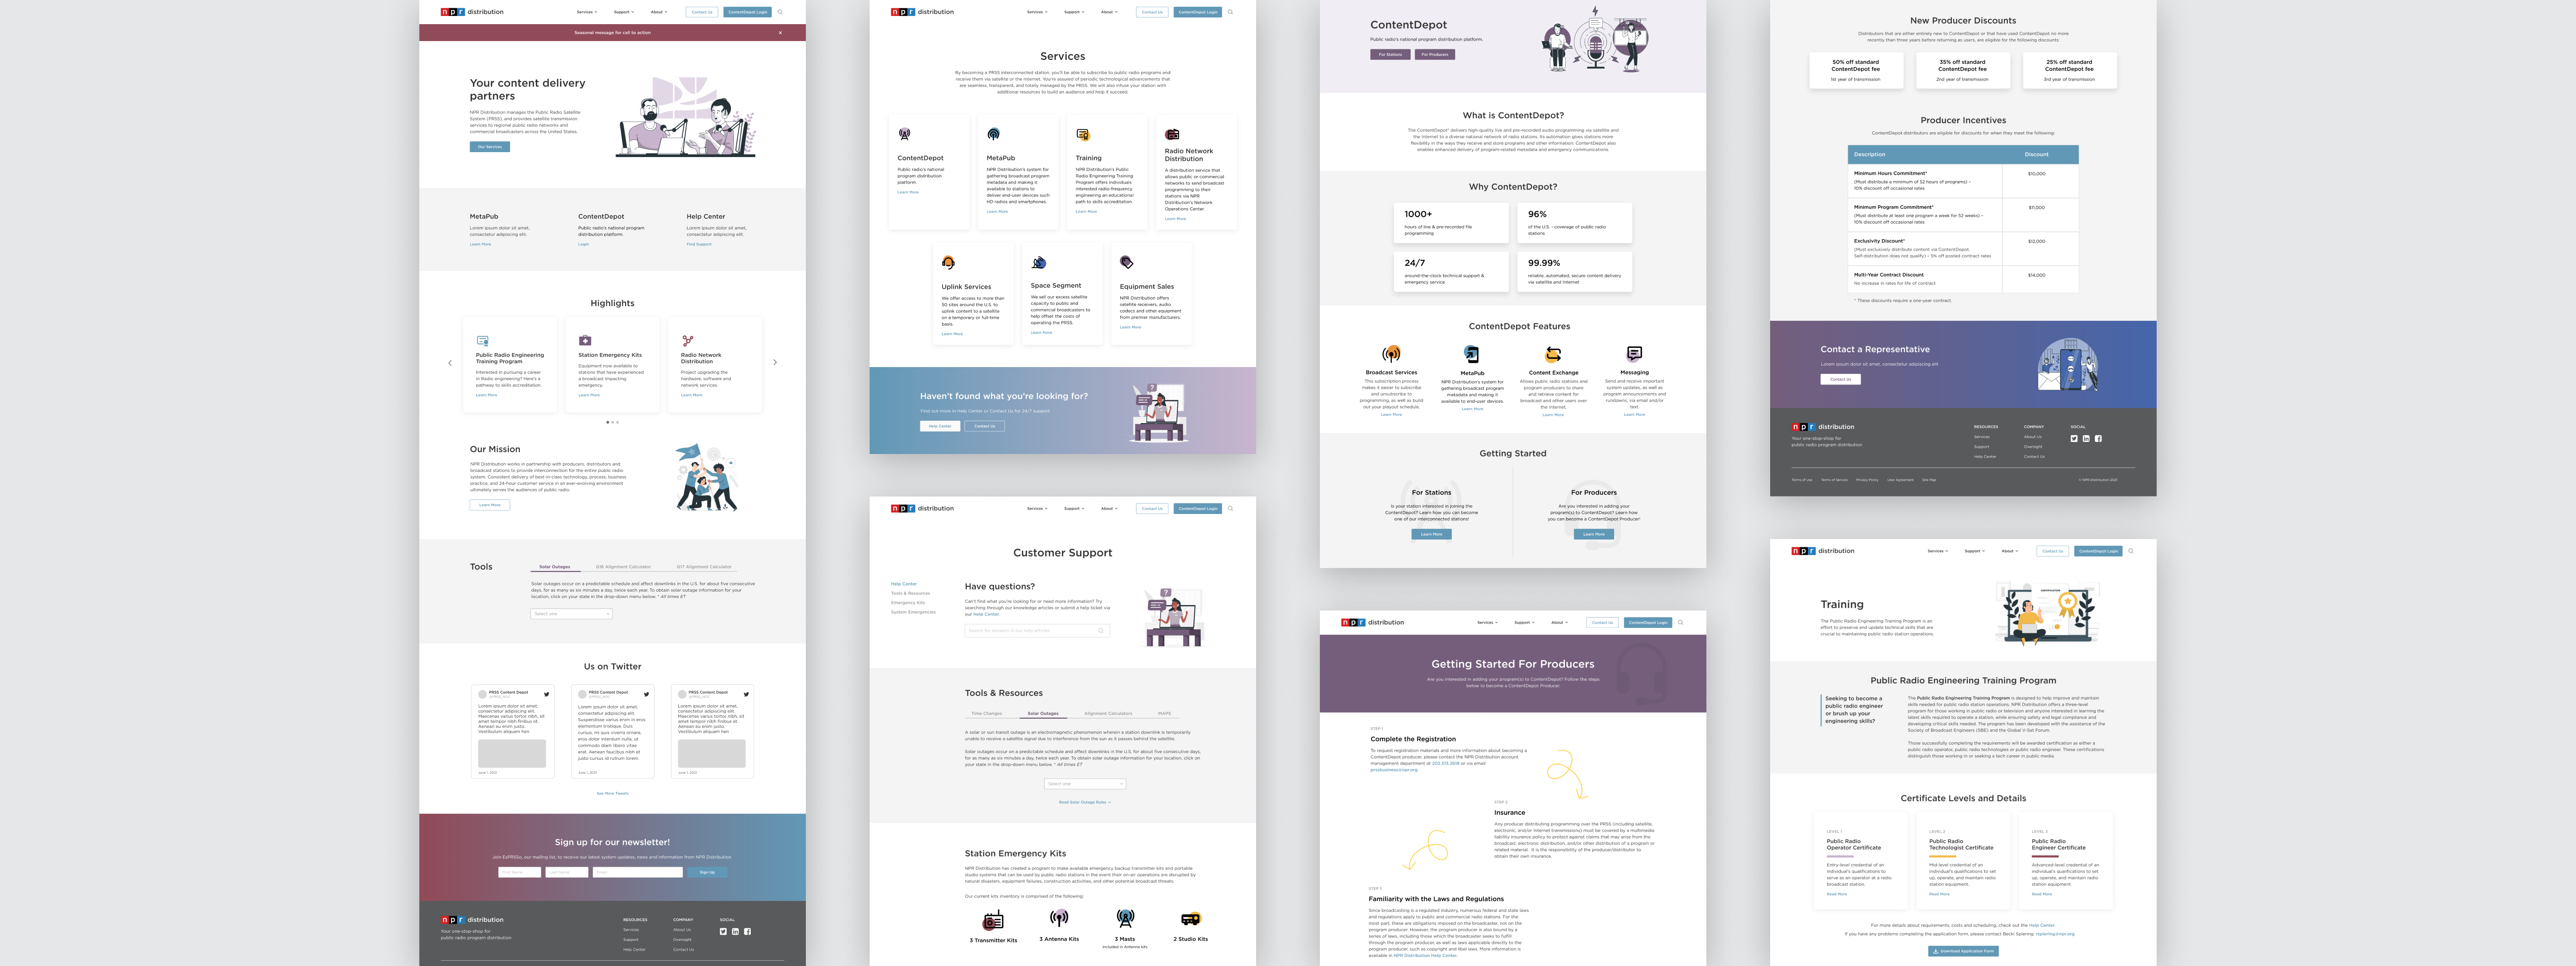 npr distribution
Services
Support
About
Contact Us
ContentDepot Login
Seasonal message for call to action
Your content delivery
partners
NPR Distribution manages the Public Radio Satellite
System (PRSS), and provides satellite transmission
services to regional public radio networks and
commercial broadcasters across the United States.
Our Services
MetaPub
Lorem ipsum dolor sit amet,
consectetur adipiscing elit.
Learn More
ContentDepot
Public radio's national program
distribution platform.
Login
Help Center
Lorem ipsum dolor sit amet,
consectetur adipiscing elit.
Find Support
Highlights
Public Radio Engineering
Training Program
Interested in pursuing a career
in Radio engineering? Here's a
pathway to skills accreditation.
Learn More
Station Emergency Kits
Equipment now available to
stations that have experienced
a broadcast impacting
emergency.
Learn More
Radio Network
Distribution
Project upgrading the
hardware, software and
network services.
Learn More
Our Mission
NPR Distribution works in partnership with producers, distributors and
broadcast stations to provide interconnection for the entire public radio
system. Consistent delivery of best-in-class technology, process, business
practice, and 24-hour customer service in an ever-evolving environment
ultimately serves the audiences of public radio.
Learn More
Tools
Solar Outages
G16 Alignment Calculator
G17 Alignment Calculator
Solar outages occur on a predictable schedule and affect downlinks in the U.S. for about five consecutive
days, for as many as six minutes a day, twice each year. To obtain solar outage information for your
location, click on your state in the drop-down menu below. * All times ET
Select one
Us on Twitter
PRSS Content Depot
@PRSS_NOC
Lorem ipsum dolor sit amet,
consectetur adipiscing elit.
Maecenas varius tortor nibh, sit
amet tempor nibh finibus et.
Aenean eu enim justo.
Vestibulum aliquam hen
June 1, 2021
PRSS Content Depot
@PRSS_NOC
Lorem ipsum dolor sit amet,
consectetur adipiscing elit.
Suspendisse varius enim in eros
elementum tristique. Duis
cursus, mi quis viverra ornare,
eros dolor interdum nulla, ut
commodo diam libero vitae
erat. Aenean faucibus nibh et
justo cursus id rutrum lorem.
June 1, 2021
PRSS Content Depot
@PRSS_NOC
Lorem ipsum dolor sit amet,
consectetur adipiscing elit.
Maecenas varius tortor nibh, sit
amet tempor nibh finibus et.
Aenean eu enim justo.
Vestibulum aliquam hen
June 1, 2021
See More Tweets
Sign up for our newsletter!
Join ExPRSSo, our mailing list, to receive our latest system updates, news and information from NPR Distribution
First Name
Last Name
Email
Sign Up
npr distribution
Your one-stop-shop for
public radio program distribution
RESOURCES
Services
Support
Help Center
COMPANY
About Us
Oversight
Contact Us
SOCIAL
npr distribution
Services
Support
About
Contact Us
ContentDepot Login
Services
By becoming a PRSS interconnected station, you'll be able to subscribe to public radio programs and
receive them via satellite or the internet. You're assured of periodic technological advancements that
are seamless, transparent, and totally managed by the PRSS. We will also infuse your station with
additional resources to build an audience and help it succeed.
ContentDepot
Public radio's national
program distribution
platform.
Learn More
MetaPub
NPR Distribution's system for
gathering broadcast program
metadata and making it
available to stations to
deliver end-user devices such
HD radios and smartphones.
Learn More
Training
NPR Distribution's Public
Radio Engineering Training
Program offers individuals
interested radio-frequency
engineering an educational
path to skills accreditation.
Learn More
Radio Network
Distribution
A distribution service that
allows public or commercial
networks to send broadcast
programming to their
stations via NPR
Distribution's Network
Operations Center.
Learn More
Uplink Services
We offer access to more than
50 sites around the U.S. to
uplink content to a satellite
on a temporary or full-time
basis.
Learn More
Space Segment
We sell our excess satellite
capacity to public and
commercial broadcasters to
help offset the costs of
operating the PRSS.
Learn More
Equipment Sales
NPR Distribution offers
satellite receivers, audio
codecs and other equipment
from premier manufacturers.
Learn More
Haven't found what you're looking for?
Find out more in Help Center or Contact Us for 24/7 support
Help Center
Contact Us
npr distribution
Services
Support
About
Contact Us
ContentDepot Login
Customer Support
Help Center
Tools & Resources
Emergency Kits
System Emergencies
Have questions?
Can't find what you're looking for or need more information? Try
searching through our knowledge articles or submit a help ticket via
our Help Center.
Search for answers in our help articles
Tools & Resources
Time Changes
Solar Outages
Alignment Calculators
MAPS
A solar or sun transit outage is an electromagnetic phenomenon wherein a station downlink is temporarily
unable to receive a satellite signal due to interference from the sun as it passes behind the satellite.
Solar outages occur on a predictable schedule and affect downlinks in the U.S. for about five consecutive days,
for as many as six minutes a day, twice each year. To obtain solar outage information for your location, click on
your state in the drop-down menu below. * All times ET
Select one
Read Solar Outage Rules
Station Emergency Kits
NPR Distribution has created a program to make available emergency backup transmitter kits and portable
studio systems that can be used by public radio stations in the event their on-air operations are disrupted by
natural disasters, equipment failures, construction activities, and other potential broadcast threats.
Our current kits inventory is comprised of the following:
3 Transmitter Kits
3 Antenna Kits
3 Masts
included in Antenna kits
2 Studio Kits
ContentDepot
Public radio's national program distribution platform.
For Stations
For Producers
What is ContentDepot?
The ContentDepot® delivers high-quality live and pre-recorded audio programming via satellite and
the Internet to a diverse national network of radio stations. Its automation gives stations more
flexibility in the ways they receive and store programs and other information. ContentDepot also
enables enhanced delivery of program-related metadata and emergency communications.
Why ContentDepot?
1000+
hours of live & pre-recorded file
programming
96%
of the U.S. - coverage of public radio
stations
24/7
around-the-clock technical support &
emergency service
99.99%
reliable, automated, secure content delivery
via satellite and Internet
ContentDepot Features
Broadcast Services
This subscription process
makes it easier to subscribe
and unsubscribe to
programming, as well as build
out your playout schedule.
Learn More
MetaPub
NPR Distribution's system for
gathering broadcast program
metadata and making it
available to end-user devices.
Learn More
Content Exchange
Allows public radio stations and
program producers to share
and retrieve content for
broadcast and other users over
the Internet.
Learn More
Messaging
Send and receive important
system updates, as well as
program announcements and
rundowns, via email and/or
text.
Learn More
Getting Started
For Stations
Is your station interested in joining the
ContentDepot? Learn how you can become
one of our interconnected stations!
Learn More
For Producers
Are you interested in adding your
program(s) to ContentDepot? Learn how
you can become a ContentDepot Producer!
Learn More
npr distribution
Services
Support
About
Contact Us
ContentDepot Login
Getting Started For Producers
Are you interested in adding your program(s) to ContentDepot? Follow the steps
below to become a ContentDepot Producer.
STEP 1
Complete the Registration
To request registration materials and more information about becoming a
ContentDepot producer, please contact the NPR Distribution account
management department at 202.513.2618 or via email
prssbusiness@npr.org
STEP 2
Insurance
Any producer distributing programming over the PRSS (including satellite,
electronic, and/or Internet transmissions) must be covered by a multimedia
liability insurance policy to protect against claims that may arise from the
broadcast, electronic distribution, and/or other distribution of a program or
related material. It is the responsibility of the producer/distributor to
obtain their own insurance.
STEP 3
Familiarity with the Laws and Regulations
Since broadcasting is a regulated industry, numerous federal and state laws
and regulations apply to public and commercial radio stations. For the
most part, these are obligations imposed on the broadcaster, not on the
program producer. However, the program producer is also bound by a
series of laws, including those which the broadcaster seeks to fulfill
through the program producer, as well as laws applicable directly to the
program producer, such as copyright and libel laws. More information is
available in NPR Distribution Help Center.
New Producer Discounts
Distributors that are either entirely new to ContentDepot or that have used ContentDepot no more
recently than three years before returning as users, are eligible for the following discounts:
50% off standard
ContentDepot fee
1st year of transmission
35% off standard
ContentDepot fee
2nd year of transmission
25% off standard
ContentDepot fee
3rd year of transmission
Producer Incentives
ContentDepot distributors are eligible for discounts for when they meet the following:
Description
Discount
Minimum Hours Commitment*
(Must distribute a minimum of 52 hours of programs) –
10% discount off occasional rates
$10,000
Minimum Program Commitment*
(Must distribute at least one program a week for 52 weeks) –
10% discount off occasional rates
$11,000
Exclusivity Discount*
(Must exclusively distribute content via ContentDepot.
Self-distribution does not qualify) – 5% off posted contract rates
$12,000
Multi-Year Contract Discount
No increase in rates for life of contract
$14,000
* These discounts require a one-year contract.
Contact a Representative
Lorem ipsum dolor sit amet, consectetur adipiscing elit
Contact Us
npr distribution
Your one-stop-shop for
public radio program distribution
RESOURCES
Services
Support
Help Center
COMPANY
About Us
Oversight
Contact Us
SOCIAL
Terms of Use
Terms of Service
Privacy Policy
User Agreement
Site Map
© NPR Distribution 2021
npr distribution
Services
Support
About
Contact Us
ContentDepot Login
Training
The Public Radio Engineering Training Program is an
effort to preserve and update technical skills that are
crucial to maintaining public radio station operations.
CERTIFICATION
Public Radio Engineering Training Program
Seeking to become a
public radio engineer
or brush up your
engineering skills?
The Public Radio Engineering Training Program is designed to help improve and maintain
skills needed for public radio station operations. NPR Distribution offers a three-level
program for those working in public radio or television and anyone interested in learning the
latest skills required to operate a station, while ensuring safety and legal compliance and
developing critical skills needed. The program has been developed with the assistance of the
Society of Broadcast Engineers (SBE) and the Global V-Sat Forum.
Those successfully completing the requirements will be awarded certification as either a
public radio operator, public radio technologies or public radio engineer. These certifications
distinguish those working in or seeking a tech career in public media.
Certificate Levels and Details
LEVEL 1
Public Radio
Operator Certificate
Entry-level credential of an
individual's qualifications to
serve as an operator at a radio
broadcast station.
Read More
LEVEL 2
Public Radio
Technologist Certificate
Mid-level credential of an
individual's qualifications to set
up, operate, and maintain radio
station equipment.
Read More
LEVEL 3
Public Radio
Engineer Certificate
Advanced-level credential of an
individual's qualifications to set
up, operate, and maintain radio
station equipment.
Read More
For more details about requirements, costs and scheduling, check out the Help Center.
If you have any problems completing the application form, please contact Becki Spiering: rspiering@npr.org
Download Application Form